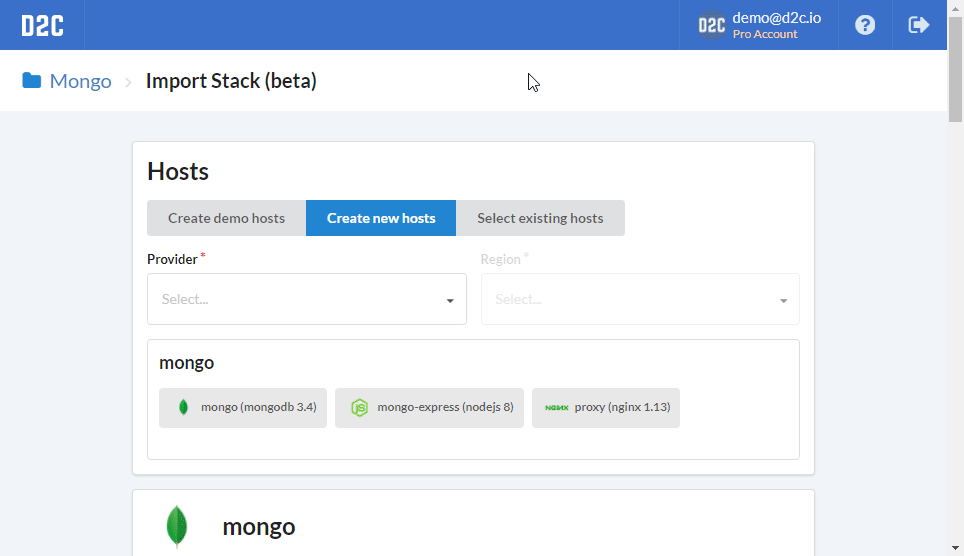 D2C
D2C
demo@d2c.io
Pro Account
?
Mongo > Import Stack (beta)
Hosts
Create demo hosts
Create new hosts
Select existing hosts
Provider *
Region *
Select...
Select...
mongo
mongo (mongodb 3.4)
JS
mongo-express (nodejs 8)
NGINX
proxy (nginx 1.13)
mongo